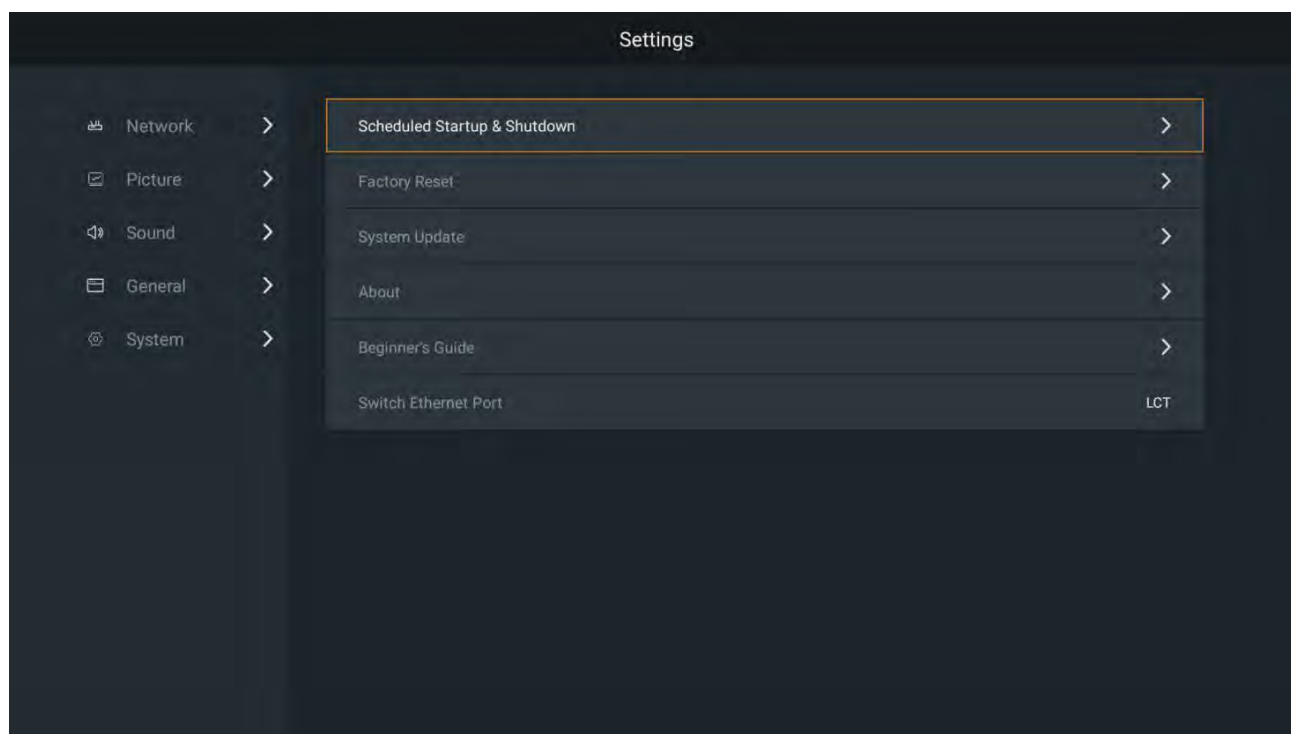 Settings
Network
Picture
Sound
General
System
Scheduled Startup & Shutdown
Factory Reset
System Update
About
Beginner's Guide
Switch Ethernet Port LCT